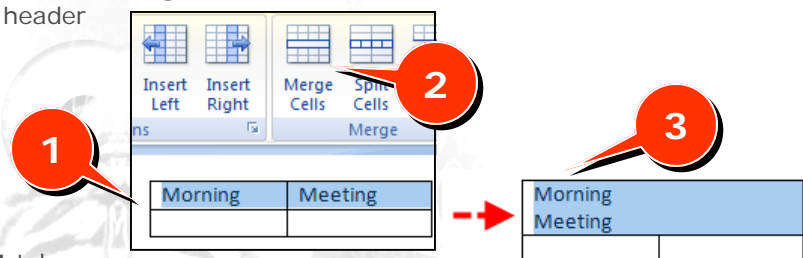 header
Insert Left
Insert Right
Merge Cells
Split Cells
ns
Merge
2
1
3
Morning Meeting
Morning
Meeting